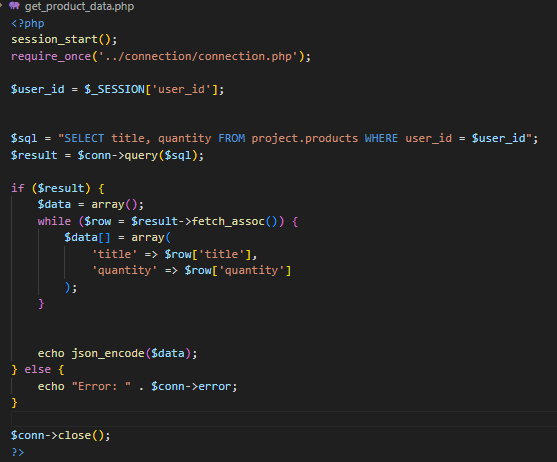 get_product_data.php
<?php
session_start();
require_once('../connection/connection.php');
$user_id = $_SESSION['user_id'];
$sql = "SELECT title, quantity FROM project.products WHERE user_id = $user_id";
$result = $conn->query($sql);
if ($result) {
    $data = array();
    while ($row = $result->fetch_assoc()) {
        $data[] = array(
            'title' => $row['title'],
            'quantity' => $row['quantity']
        );
    }
    echo json_encode($data);
} else {
    echo "Error: " . $conn->error;
}
$conn->close();
?>